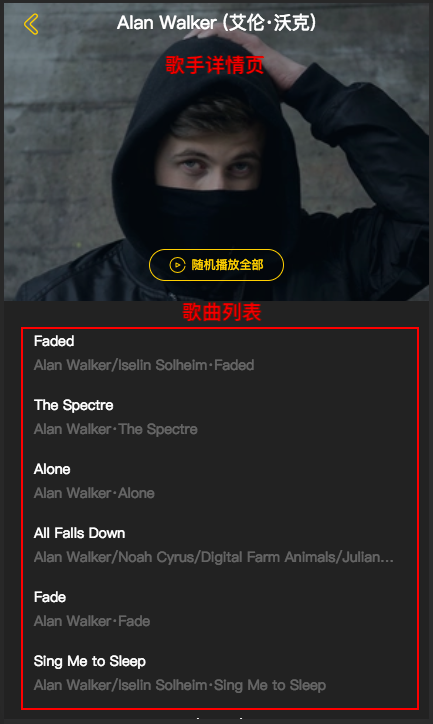 Alan Walker (艾伦·沃克)
歌手详情页
随机播放全部
歌曲列表
Faded
Alan Walker/Iselin Solheim·Faded
The Spectre
Alan Walker·The Spectre
Alone
Alan Walker·Alone
All Falls Down
Alan Walker/Noah Cyrus/Digital Farm Animals/Julian...
Fade
Alan Walker·Fade
Sing Me to Sleep
Alan Walker/Iselin Solheim·Sing Me to Sleep